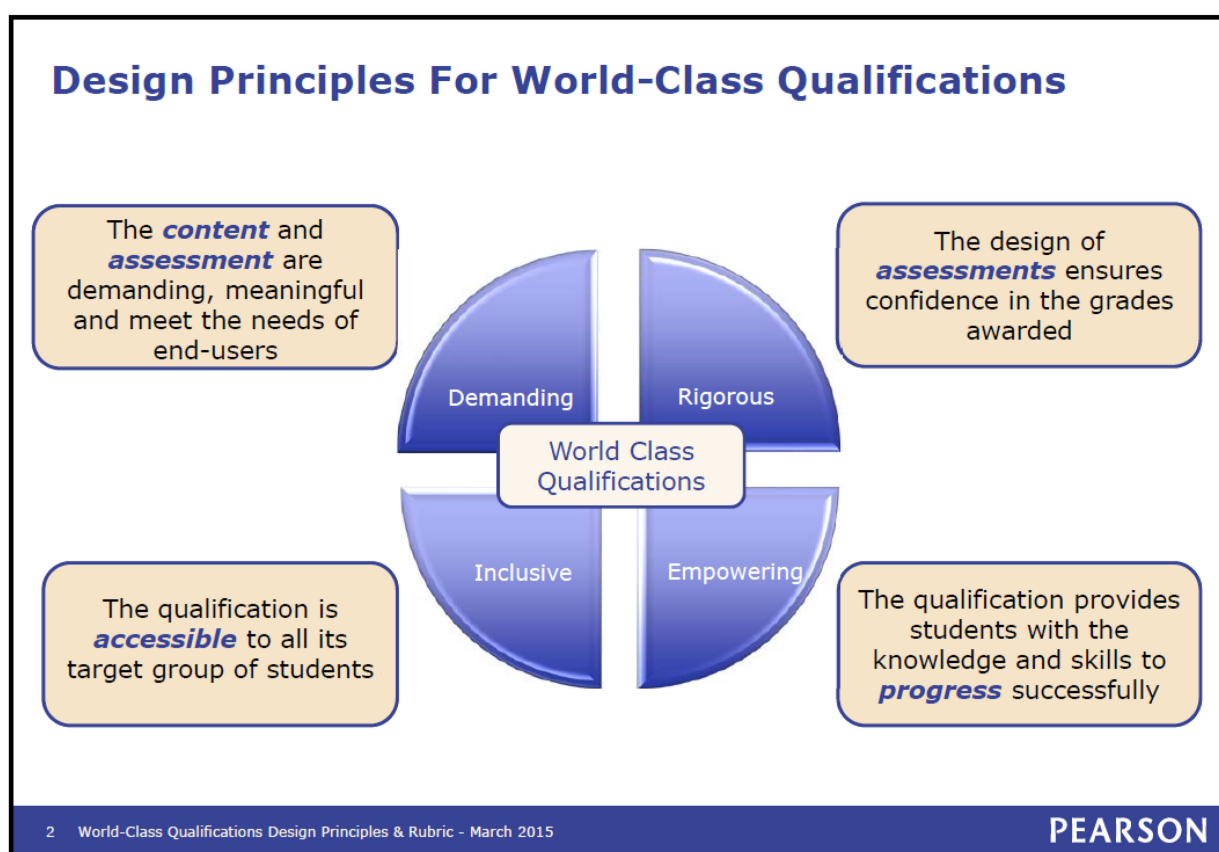 Design Principles For World-Class Qualifications
The content and
assessment are
demanding, meaningful
and meet the needs of
end-users
The design of
assessments ensures
confidence in the grades
awarded
Demanding
Rigorous
World Class
Qualifications
Inclusive
Empowering
The qualification is
accessible to all its
target group of students
The qualification provides
students with the
knowledge and skills to
progress successfully
2 World-Class Qualifications Design Principles & Rubric - March 2015
PEARSON